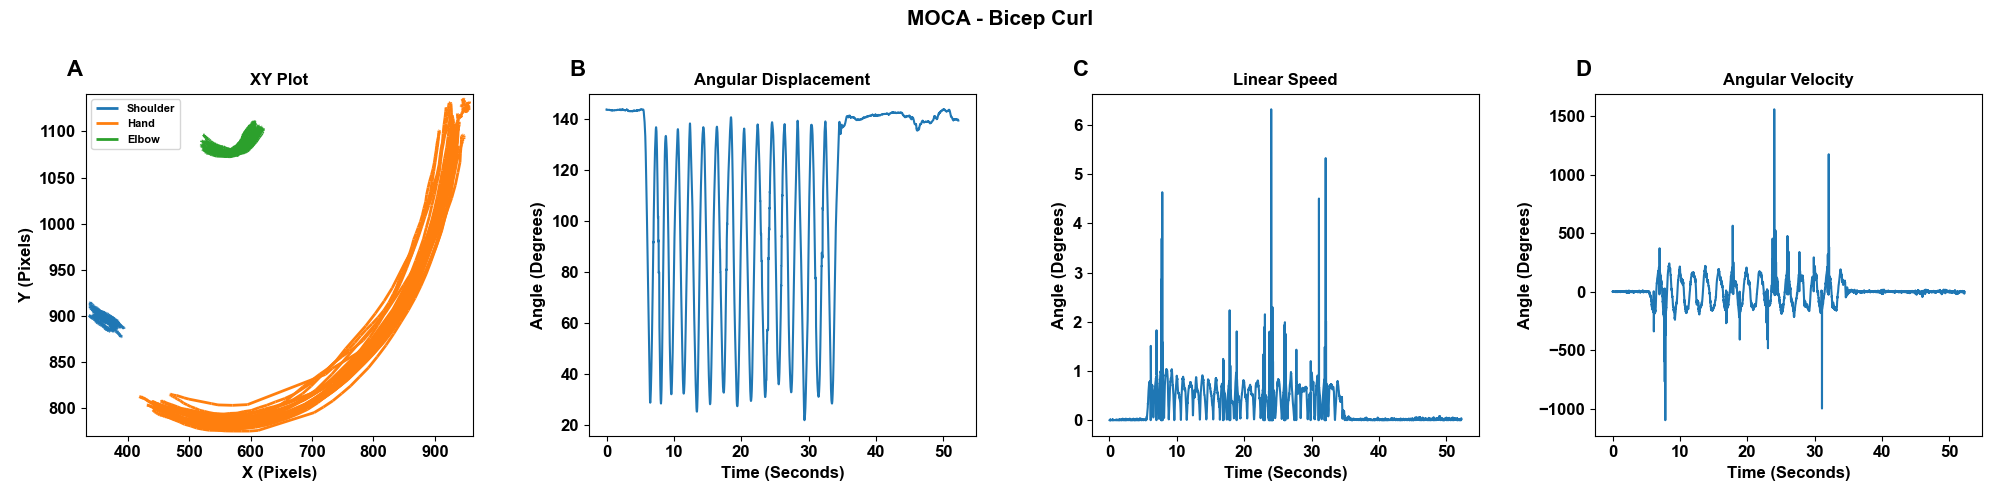 MOCA - Bicep Curl
A
XY Plot
Shoulder
Hand
Elbow
Y (Pixels)
1100
1050
1000
950
900
850
800
400 500 600 700 800 900
X (Pixels)
B
Angular Displacement
Angle (Degrees)
140
120
100
80
60
40
20
0 10 20 30 40 50
Time (Seconds)
C
Linear Speed
Angle (Degrees)
6
5
4
3
2
1
0
0 10 20 30 40 50
Time (Seconds)
D
Angular Velocity
Angle (Degrees)
1500
1000
500
0
−500
−1000
0 10 20 30 40 50
Time (Seconds)